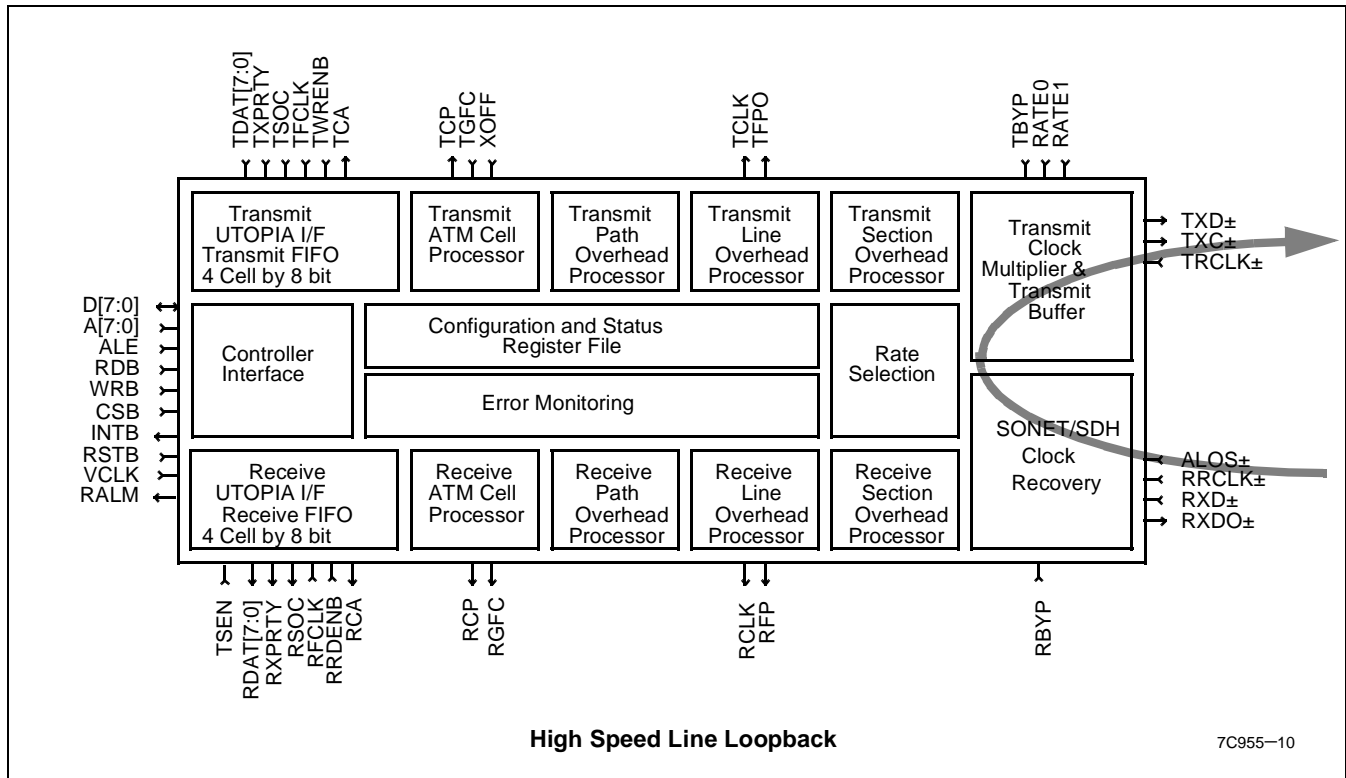 TDAT[7:0]
TXPRTY
TSOC
TFCLK
TWRENB
TCA
TCP
TGFC
XOFF
TCLK
TFPO
TBYP
RATE0
RATE1
Transmit
UTOPIA I/F
Transmit FIFO
4 Cell by 8 bit
Transmit
ATM Cell
Processor
Transmit
Path
Overhead
Processor
Transmit
Line
Overhead
Processor
Transmit
Section
Overhead
Processor
Transmit
Clock
Multiplier &
Transmit
Buffer
TXD±
TXC±
TRCLK±
D[7:0]
A[7:0]
ALE
RDB
WRB
CSB
INTB
RSTB
VCLK
RALM
Controller
Interface
Configuration and Status
Register File
Error Monitoring
Rate
Selection
SONET/SDH
Clock
Recovery
ALOS±
RRCLK±
RXD±
RXDO±
Receive
UTOPIA I/F
Receive FIFO
4 Cell by 8 bit
Receive
ATM Cell
Processor
Receive
Path
Overhead
Processor
Receive
Line
Overhead
Processor
Receive
Section
Overhead
Processor
TSEN
RDAT[7:0]
RXPRTY
RSOC
RFCLK
RRDENB
RCA
RCP
RGFC
RCLK
RFP
RBYP
High Speed Line Loopback
7C955–10